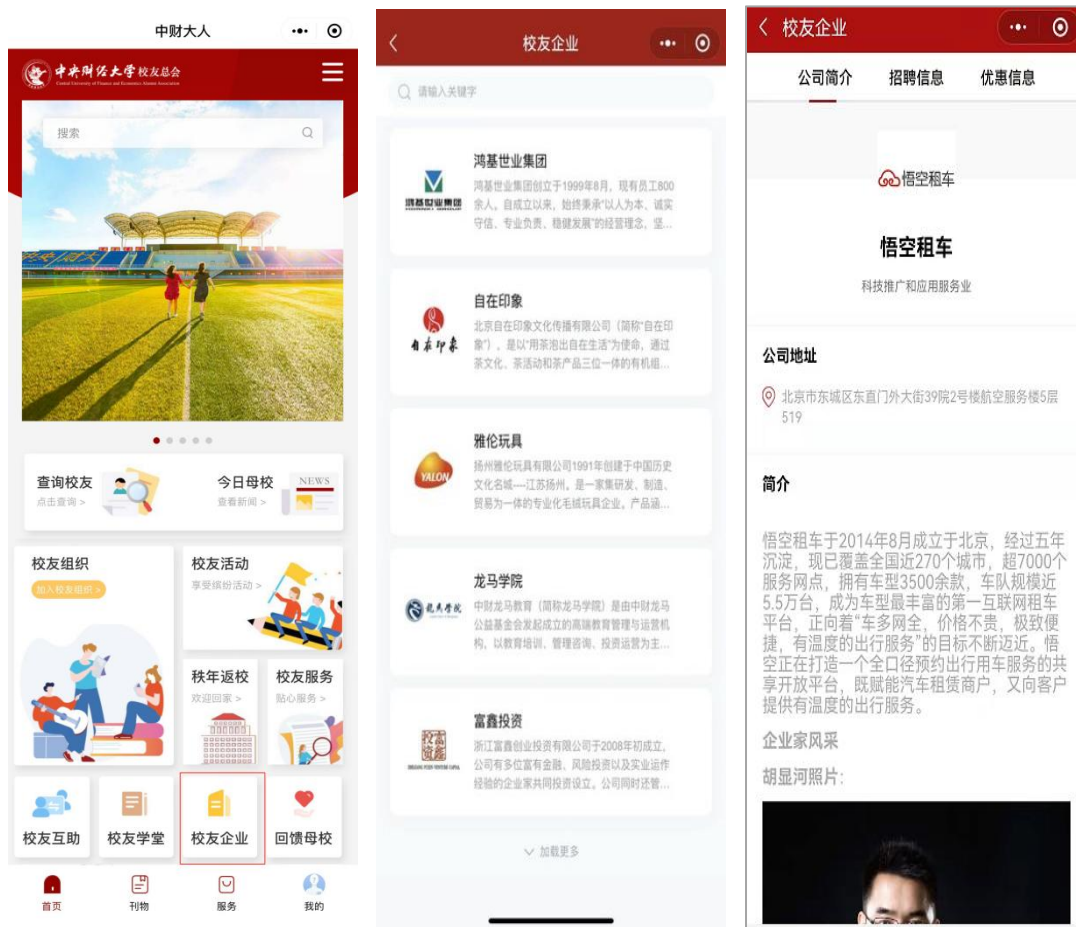 中财大人
中央财经大学校友总会
Central University of Finance and Economics Alumni Association
搜索
查询校友
点击查询 >
今日母校
查看新闻 >
NEWS
校友组织
加入校友组织 >
校友活动
享受缤纷活动 >
秩年返校
欢迎回家 >
校友服务
贴心服务 >
校友互助
校友学堂
校友企业
回馈母校
首页
刊物
服务
我的
校友企业
请输入关键字
鸿基世业集团
鸿基世业集团
鸿基世业集团创立于1999年8月，现有员工800
余人。自成立以来，始终秉承“以人为本、诚实
守信、专业负责、稳健发展”的经营理念，坚...
自在印象
自在印象
北京自在印象文化传播有限公司（简称“自在印
象”）、是以“用茶泡出自在生活”为使命，通过
茶文化、茶活动和茶产品三位一体的有机组...
YALON
雅伦玩具
扬州雅伦玩具有限公司1991年创建于中国历史
文化名城----江苏扬州。是一家集研发、制造、
贸易为一体的专业化毛绒玩具企业。产品涵...
龙马学院
龍馬學院
中财龙马教育（简称龙马学院）是由中财龙马
公益基金会发起成立的高端教育管理与运营机
构，以教育培训、管理咨询、投资运营为主...
富鑫投资
浙江富鑫创业投资有限公司于2008年初成立，
公司有多位富有金融、风险投资以及实业运作
经验的企业家共同投资设立。公司同时还管...
加载更多
校友企业
公司简介
招聘信息
优惠信息
悟空租车
悟空租车
科技推广和应用服务业
公司地址
北京市东城区东直门外大街39院2号楼航空服务楼5层
519
简介
悟空租车于2014年8月成立于北京，经过五年
沉淀，现已覆盖全国近270个城市，超7000个
服务网点，拥有车型3500余款，车队规模近
5.5万台，成为车型最丰富的第一互联网租车
平台，正向着“车多网全，价格不贵，极致便
捷，有温度的出行服务”的目标不断迈近。悟
空正在打造一个全口径预约出行用车服务的共
享开放平台，既赋能汽车租赁商户，又向客户
提供有温度的出行服务。
企业家风采
胡显河照片: